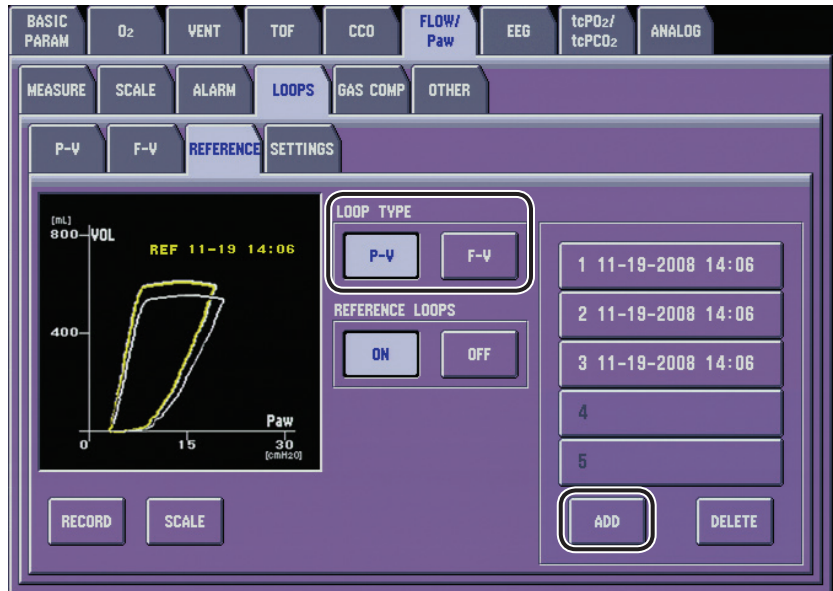 BASIC PARAM O2 VENT TOF CCO FLOW/ Paw EEG tcPO2/ tcPCO2 ANALOG
MEASURE SCALE ALARM LOOPS GAS COMP OTHER
P-V F-V REFERENCE SETTINGS
[mL]
800 VOL
REF 11-19 14:06
400
Paw
0 15 30
[cmH2O]
LOOP TYPE
P-V F-V
REFERENCE LOOPS
ON OFF
1 11-19-2008 14:06
2 11-19-2008 14:06
3 11-19-2008 14:06
4
5
RECORD SCALE
ADD DELETE